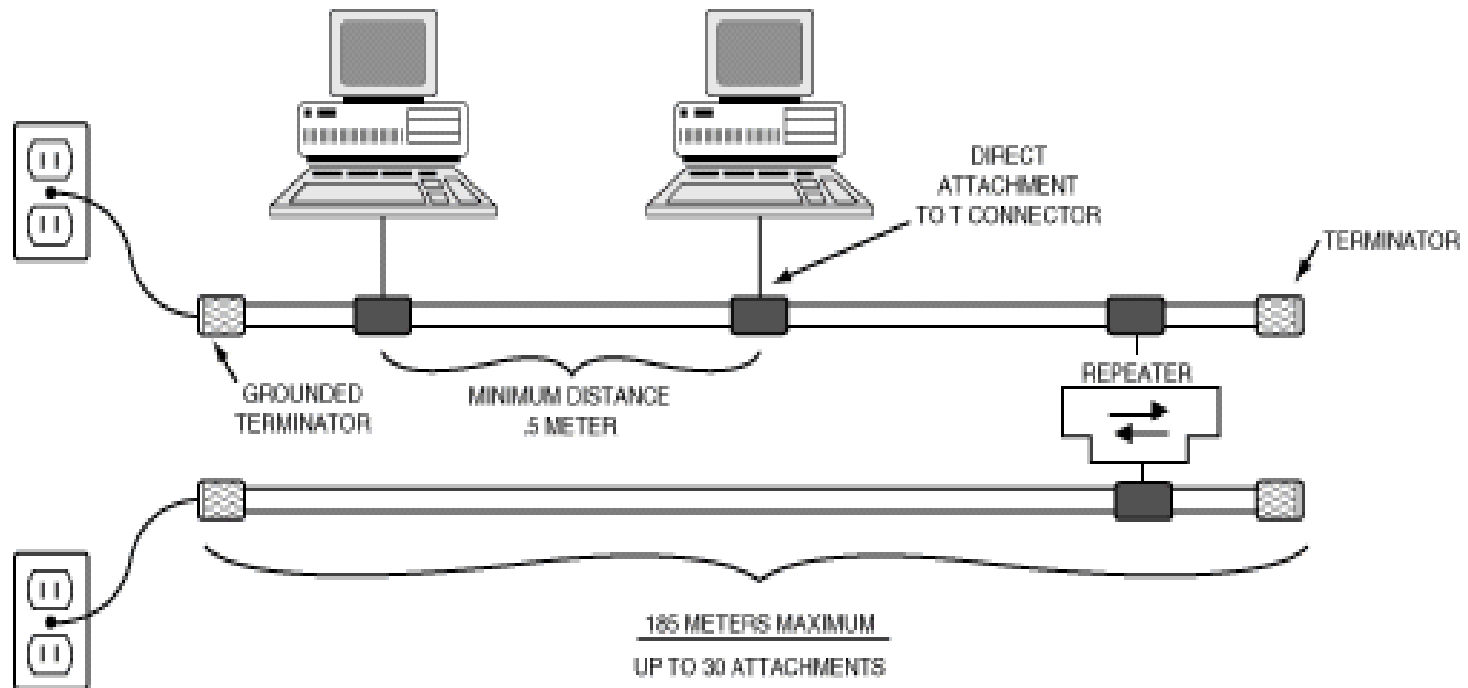 DIRECT
ATTACHMENT
TO T CONNECTOR
TERMINATOR
GROUNDED
TERMINATOR
MINIMUM DISTANCE
.5 METER
REPEATER
185 METERS MAXIMUM
UP TO 30 ATTACHMENTS